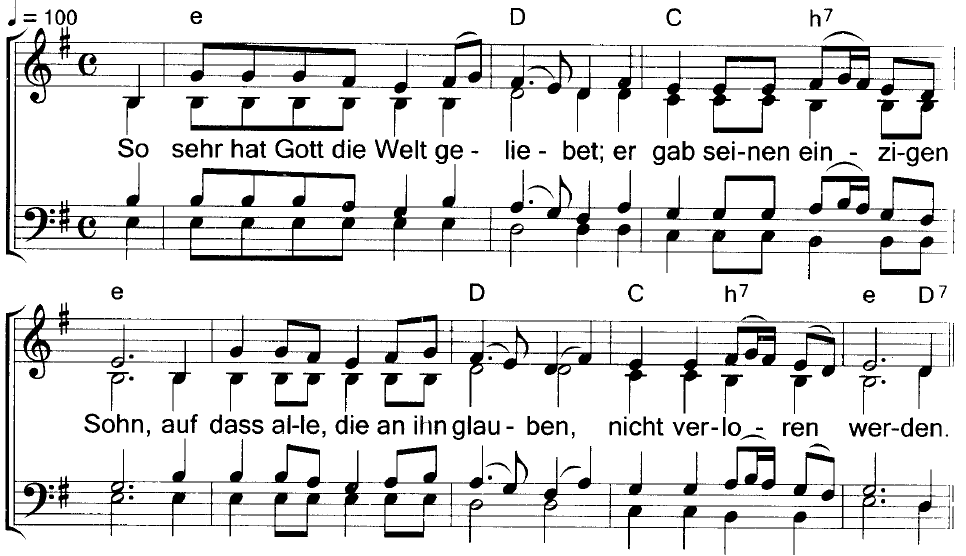 ♩ = 100 e D C h7
So sehr hat Gott die Welt ge - lie - bet; er gab sei-nen ein - zi-gen
e D C h7 e D7
Sohn, auf dass al-le, die an ihn glau - ben, nicht ver-lo - ren wer-den.